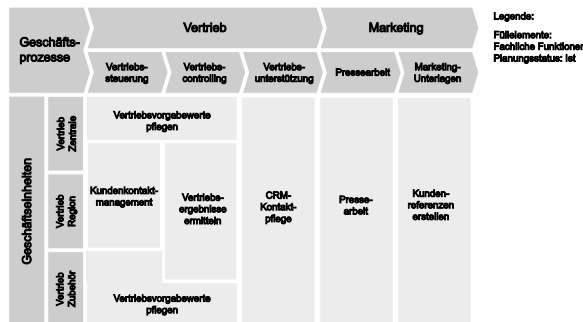 Geschäfts-
prozesse
Vertrieb
Marketing
Vertriebs-
steuerung
Vertriebs-
controlling
Vertriebs-
unterstützung
Pressearbeit
Marketing-
Unterlagen
Legende:
Füllelemente:
Fachliche Funktionen
Planungsstatus: Ist
Geschäftseinheiten
Vertrieb
Zentrale
Vertrieb
Region
Vertrieb
Zubehör
Vertriebsvorgabewerte
pflegen
Kundenkontakt-
management
Vertriebs-
ergebnisse
ermitteln
CRM-
Kontakt-
pflege
Presse-
arbeit
Kunden-
referenzen
erstellen
Vertriebsvorgabewerte
pflegen